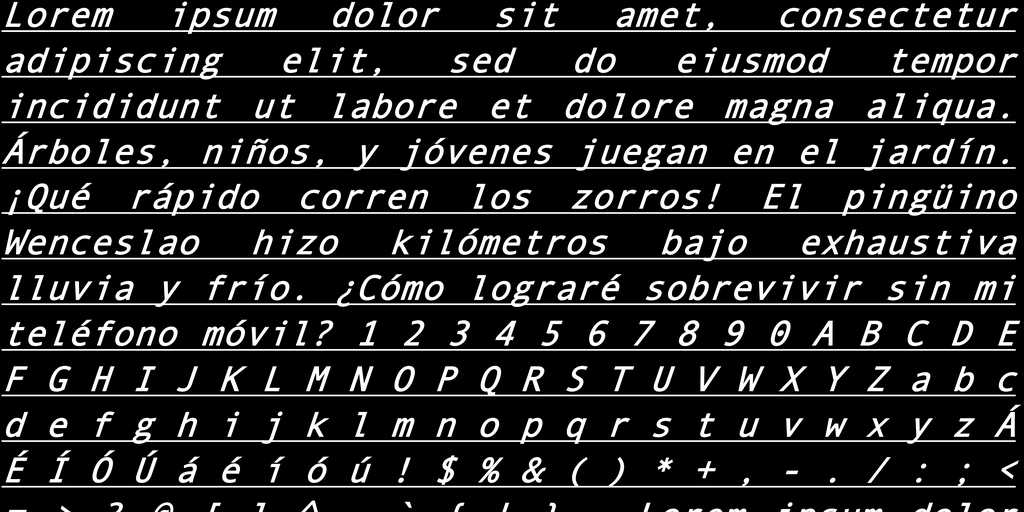 Lorem ipsum dolor sit amet, consectetur
adipiscing elit, sed do eiusmod tempor
incididunt ut labore et dolore magna aliqua.
Árboles, niños, y jóvenes juegan en el jardín.
¡Qué rápido corren los zorros! El pingüino
Wenceslao hizo kilómetros bajo exhaustiva
lluvia y frío. ¿Cómo lograré sobrevivir sin mi
teléfono móvil? 1 2 3 4 5 6 7 8 9 0 A B C D E
F G H I J K L M N O P Q R S T U V W X Y Z a b c
d e f g h i j k l m n o p q r s t u v w x y z Á
É Í Ó Ú á é í ó ú ! $ % & ( ) * + , - . / : ; <
= > ? @ [ ] ^ _ ` { | } ~ Lorem ipsum dolor